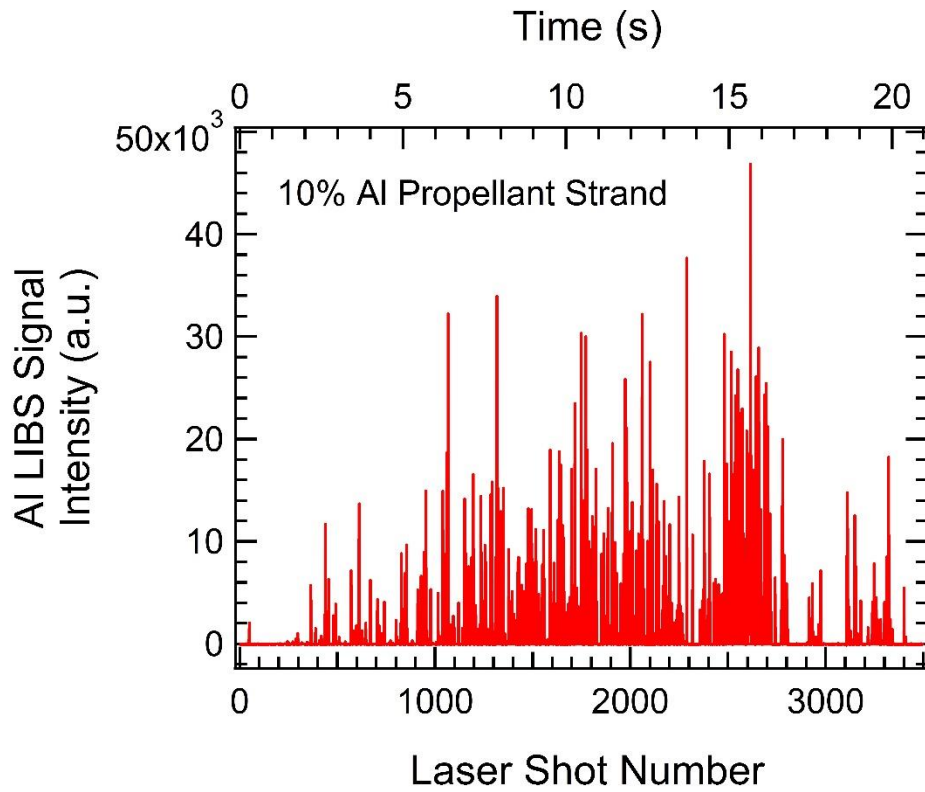 Time (s)
0 5 10 15 20
50x10³
10% Al Propellant Strand
40
30
20
10
0
Al LIBS Signal
Intensity (a.u.)
0 1000 2000 3000
Laser Shot Number